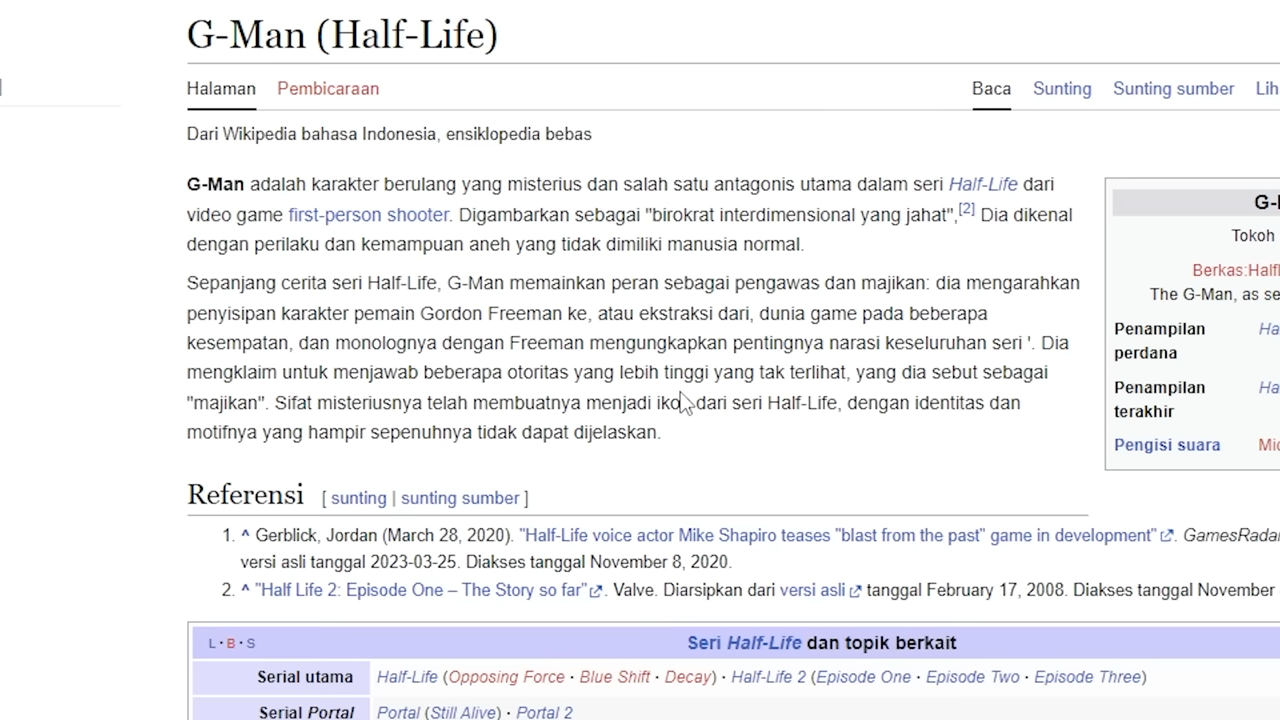 G-Man (Half-Life)
Halaman Pembicaraan Baca Sunting Sunting sumber Lih
Dari Wikipedia bahasa Indonesia, ensiklopedia bebas
G-Man adalah karakter berulang yang misterius dan salah satu antagonis utama dalam seri Half-Life dari
video game first-person shooter. Digambarkan sebagai "birokrat interdimensional yang jahat",[2] Dia dikenal
dengan perilaku dan kemampuan aneh yang tidak dimiliki manusia normal.
Sepanjang cerita seri Half-Life, G-Man memainkan peran sebagai pengawas dan majikan: dia mengarahkan
penyisipan karakter pemain Gordon Freeman ke, atau ekstraksi dari, dunia game pada beberapa
kesempatan, dan monolognya dengan Freeman mengungkapkan pentingnya narasi keseluruhan seri '. Dia
mengklaim untuk menjawab beberapa otoritas yang lebih tinggi yang tak terlihat, yang dia sebut sebagai
"majikan". Sifat misteriusnya telah membuatnya menjadi ikon dari seri Half-Life, dengan identitas dan
motifnya yang hampir sepenuhnya tidak dapat dijelaskan.
Tokoh
Berkas:Half
The G-Man, as se
Penampilan
perdana
Penampilan
terakhir
Pengisi suara
Referensi [ sunting | sunting sumber ]
1. ^ Gerblick, Jordan (March 28, 2020). "Half-Life voice actor Mike Shapiro teases "blast from the past" game in development". GamesRadar
versi asli tanggal 2023-03-25. Diakses tanggal November 8, 2020.
2. ^ "Half Life 2: Episode One – The Story so far". Valve. Diarsipkan dari versi asli tanggal February 17, 2008. Diakses tanggal November
L · B · S Seri Half-Life dan topik berkait
Serial utama Half-Life (Opposing Force · Blue Shift · Decay) · Half-Life 2 (Episode One · Episode Two · Episode Three)
Serial Portal Portal (Still Alive) · Portal 2